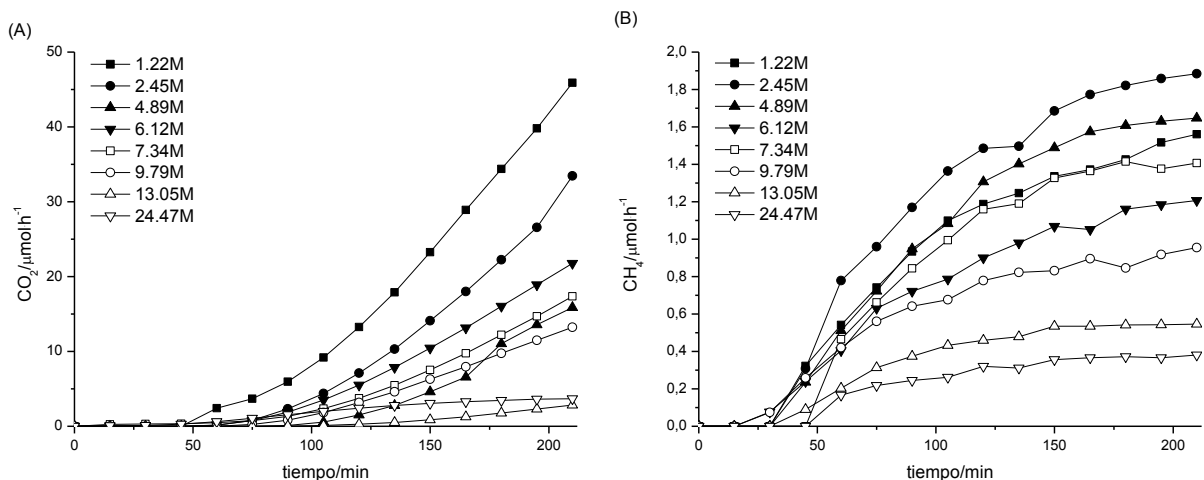 (A)
50
40
30
20
10
0
0
50
100
150
200
CO₂/μmolh⁻¹
tiempo/min
1.22M
2.45M
4.89M
6.12M
7.34M
9.79M
13.05M
24.47M
(B)
2,0
1,8
1,6
1,4
1,2
1,0
0,8
0,6
0,4
0,2
0,0
0
50
100
150
200
CH₄/μmolh⁻¹
tiempo/min
1.22M
2.45M
4.89M
6.12M
7.34M
9.79M
13.05M
24.47M